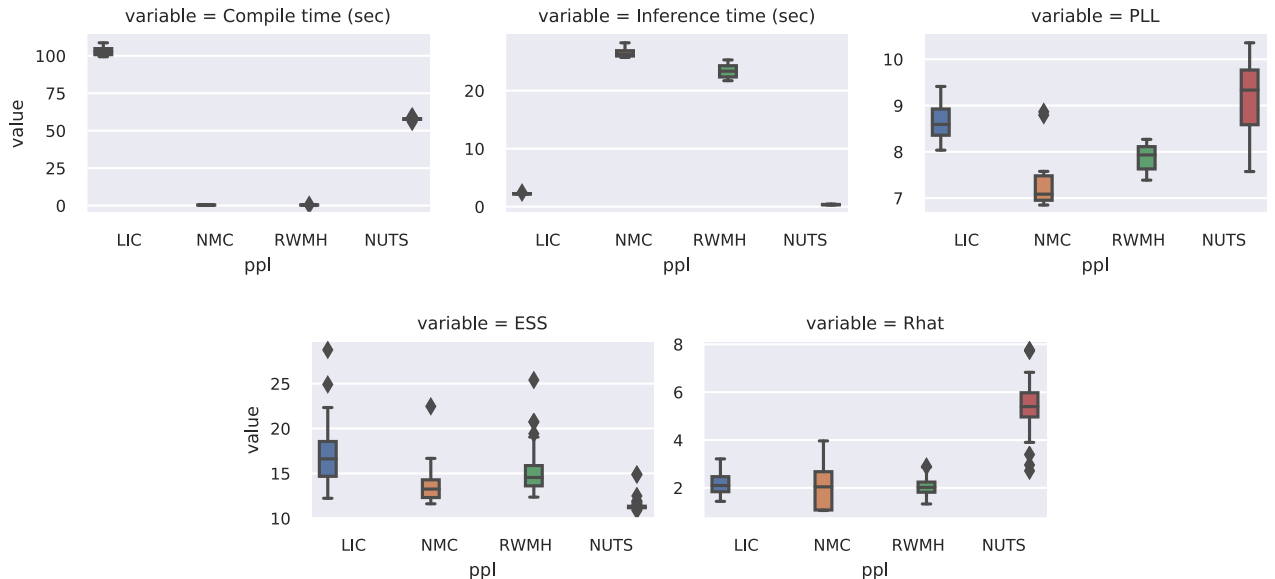 variable = Compile time (sec)
variable = Inference time (sec)
variable = PLL
value
100
75
50
25
0
20
10
0
10
9
8
7
LIC NMC RWMH NUTS
LIC NMC RWMH NUTS
LIC NMC RWMH NUTS
ppl
ppl
ppl
variable = ESS
variable = Rhat
value
25
20
15
10
value
8
6
4
2
LIC NMC RWMH NUTS
LIC NMC RWMH NUTS
ppl
ppl